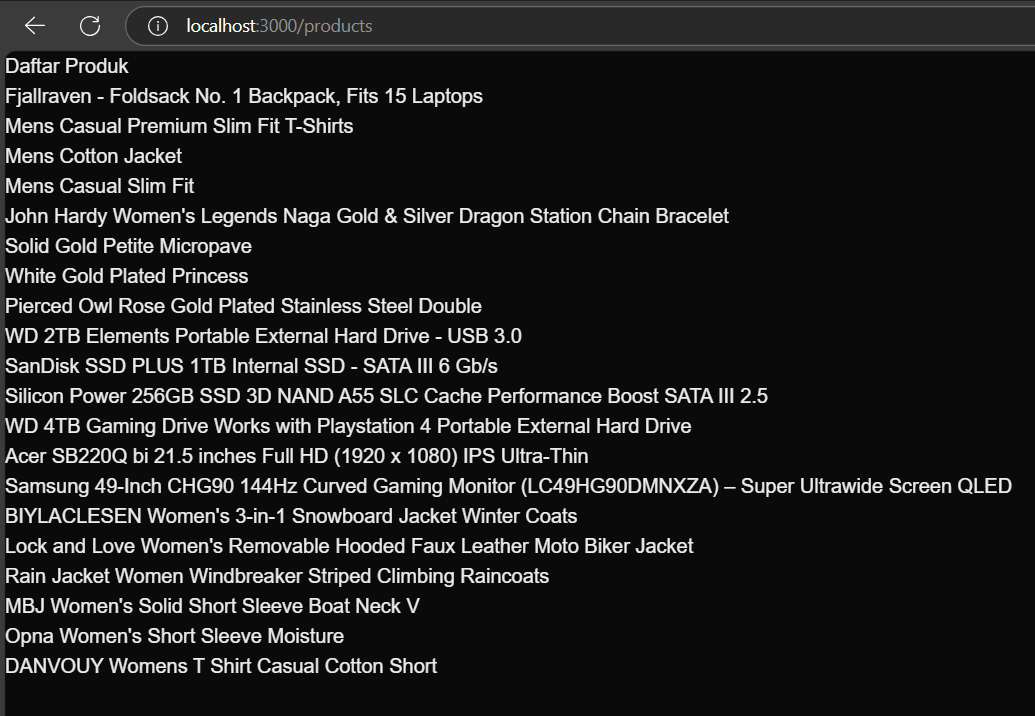 localhost:3000/products
Daftar Produk
Fjallraven - Foldsack No. 1 Backpack, Fits 15 Laptops
Mens Casual Premium Slim Fit T-Shirts
Mens Cotton Jacket
Mens Casual Slim Fit
John Hardy Women's Legends Naga Gold & Silver Dragon Station Chain Bracelet
Solid Gold Petite Micropave
White Gold Plated Princess
Pierced Owl Rose Gold Plated Stainless Steel Double
WD 2TB Elements Portable External Hard Drive - USB 3.0
SanDisk SSD PLUS 1TB Internal SSD - SATA III 6 Gb/s
Silicon Power 256GB SSD 3D NAND A55 SLC Cache Performance Boost SATA III 2.5
WD 4TB Gaming Drive Works with Playstation 4 Portable External Hard Drive
Acer SB220Q bi 21.5 inches Full HD (1920 x 1080) IPS Ultra-Thin
Samsung 49-Inch CHG90 144Hz Curved Gaming Monitor (LC49HG90DMNXZA) – Super Ultrawide Screen QLED
BIYLACLESEN Women's 3-in-1 Snowboard Jacket Winter Coats
Lock and Love Women's Removable Hooded Faux Leather Moto Biker Jacket
Rain Jacket Women Windbreaker Striped Climbing Raincoats
MBJ Women's Solid Short Sleeve Boat Neck V
Opna Women's Short Sleeve Moisture
DANVOUY Womens T Shirt Casual Cotton Short